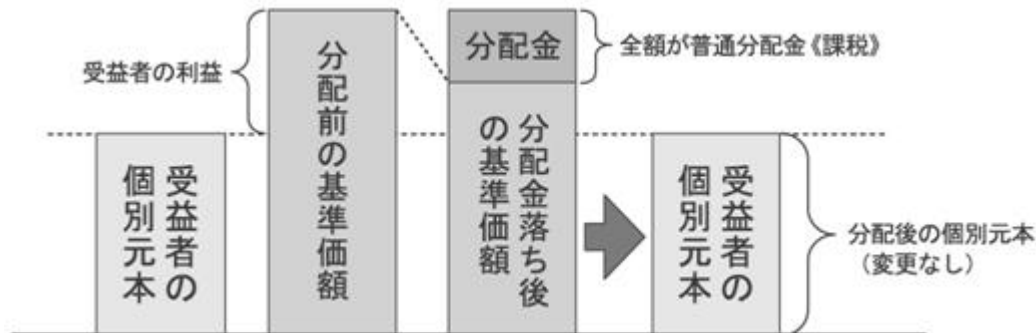 受益者の利益
受益者の
個別元本
分配前の基準価額
分配金
分配金落ち後
の基準価額
全額が普通分配金《課税》
受益者の
個別元本
分配後の個別元本
（変更なし）